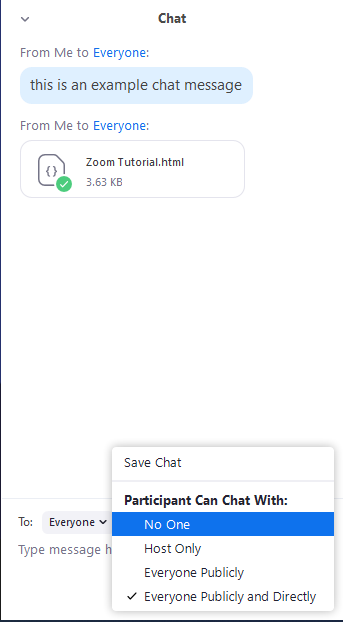 Chat
From Me to Everyone:
this is an example chat message
From Me to Everyone:
{}
Zoom Tutorial.html
3.63 KB
Save Chat
Participant Can Chat With:
To: Everyone
No One
Type message h
Host Only
Everyone Publicly
Everyone Publicly and Directly